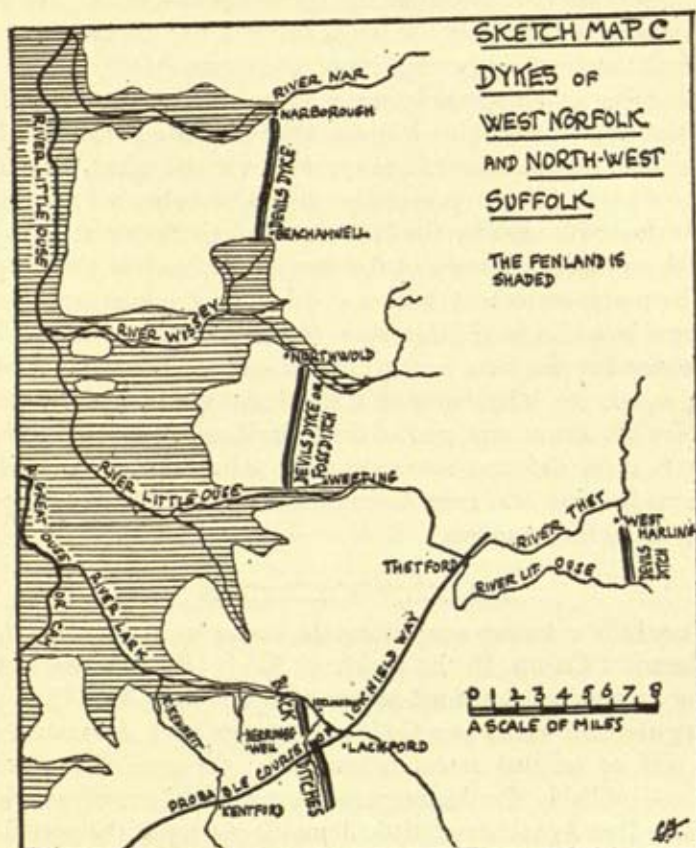 SKETCH MAP C
DYKES OF
WEST NORFOLK
AND NORTH-WEST
SUFFOLK
THE FENLAND IS
SHADED
RIVER NAR
NARBOROUGH
RIVER LITTLE OUSE
DEVILS DYKE
BEACHAMWELL
RIVER WISSEY
NORTHWOLD
DEVILS DYKE OR
FOSS DITCH
WEETING
RIVER LITTLE OUSE
RIVER THET
WEST
HARLING
DEVILS
DITCH
THETFORD
RIVER LIT. OUSE
R. GREAT OUSE OR
RIVER LARK
0 1 2 3 4 5 6 7 8
A SCALE OF MILES
BLACK
DITCHES
R. KENNETT
HERRINGS
WELL
LACKFORD
PROBABLE COURSE OF ICKNIELD WAY
KENTFORD